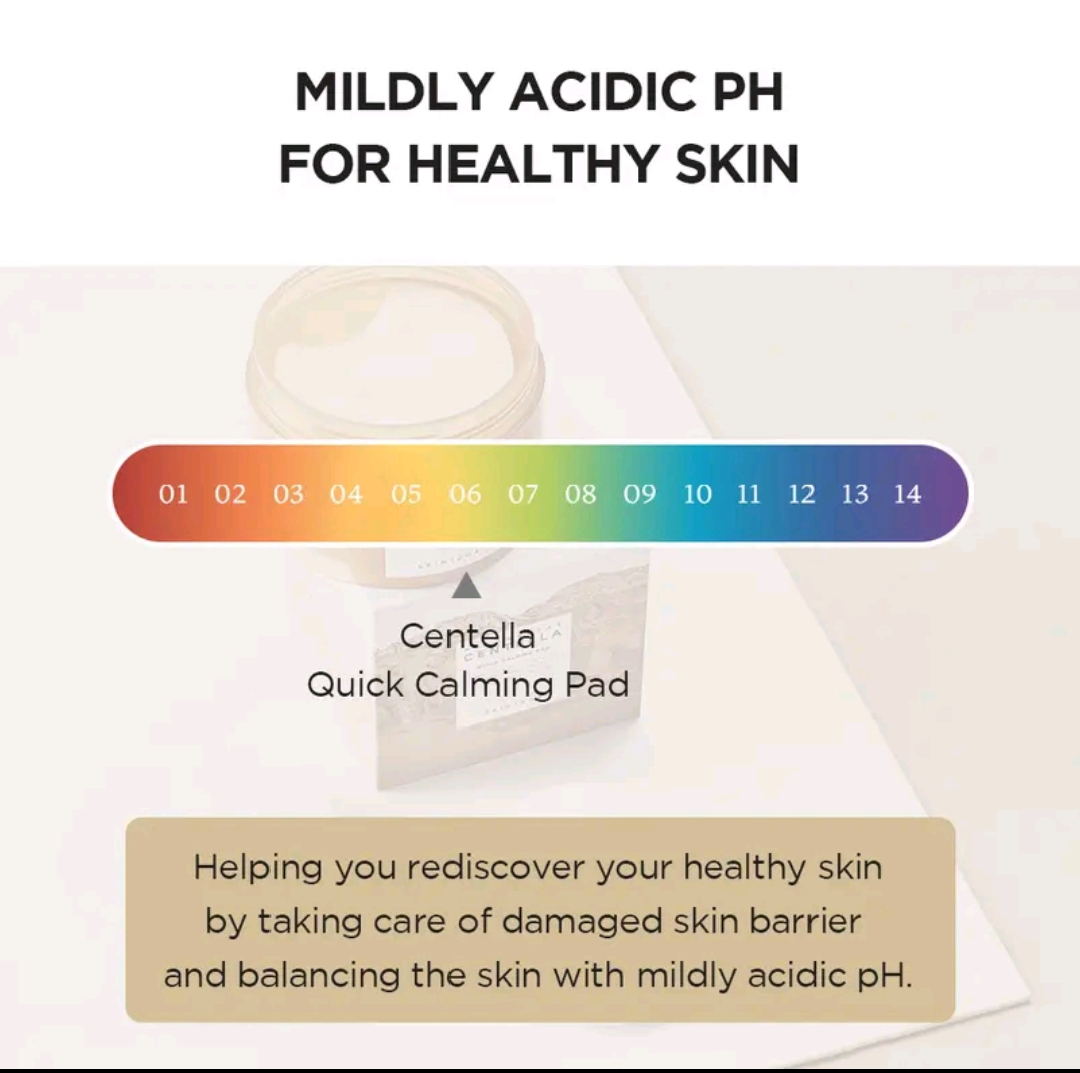 MILDLY ACIDIC PH
FOR HEALTHY SKIN
01 02 03 04 05 06 07 08 09 10 11 12 13 14
Centella
Quick Calming Pad
Helping you rediscover your healthy skin
by taking care of damaged skin barrier
and balancing the skin with mildly acidic pH.